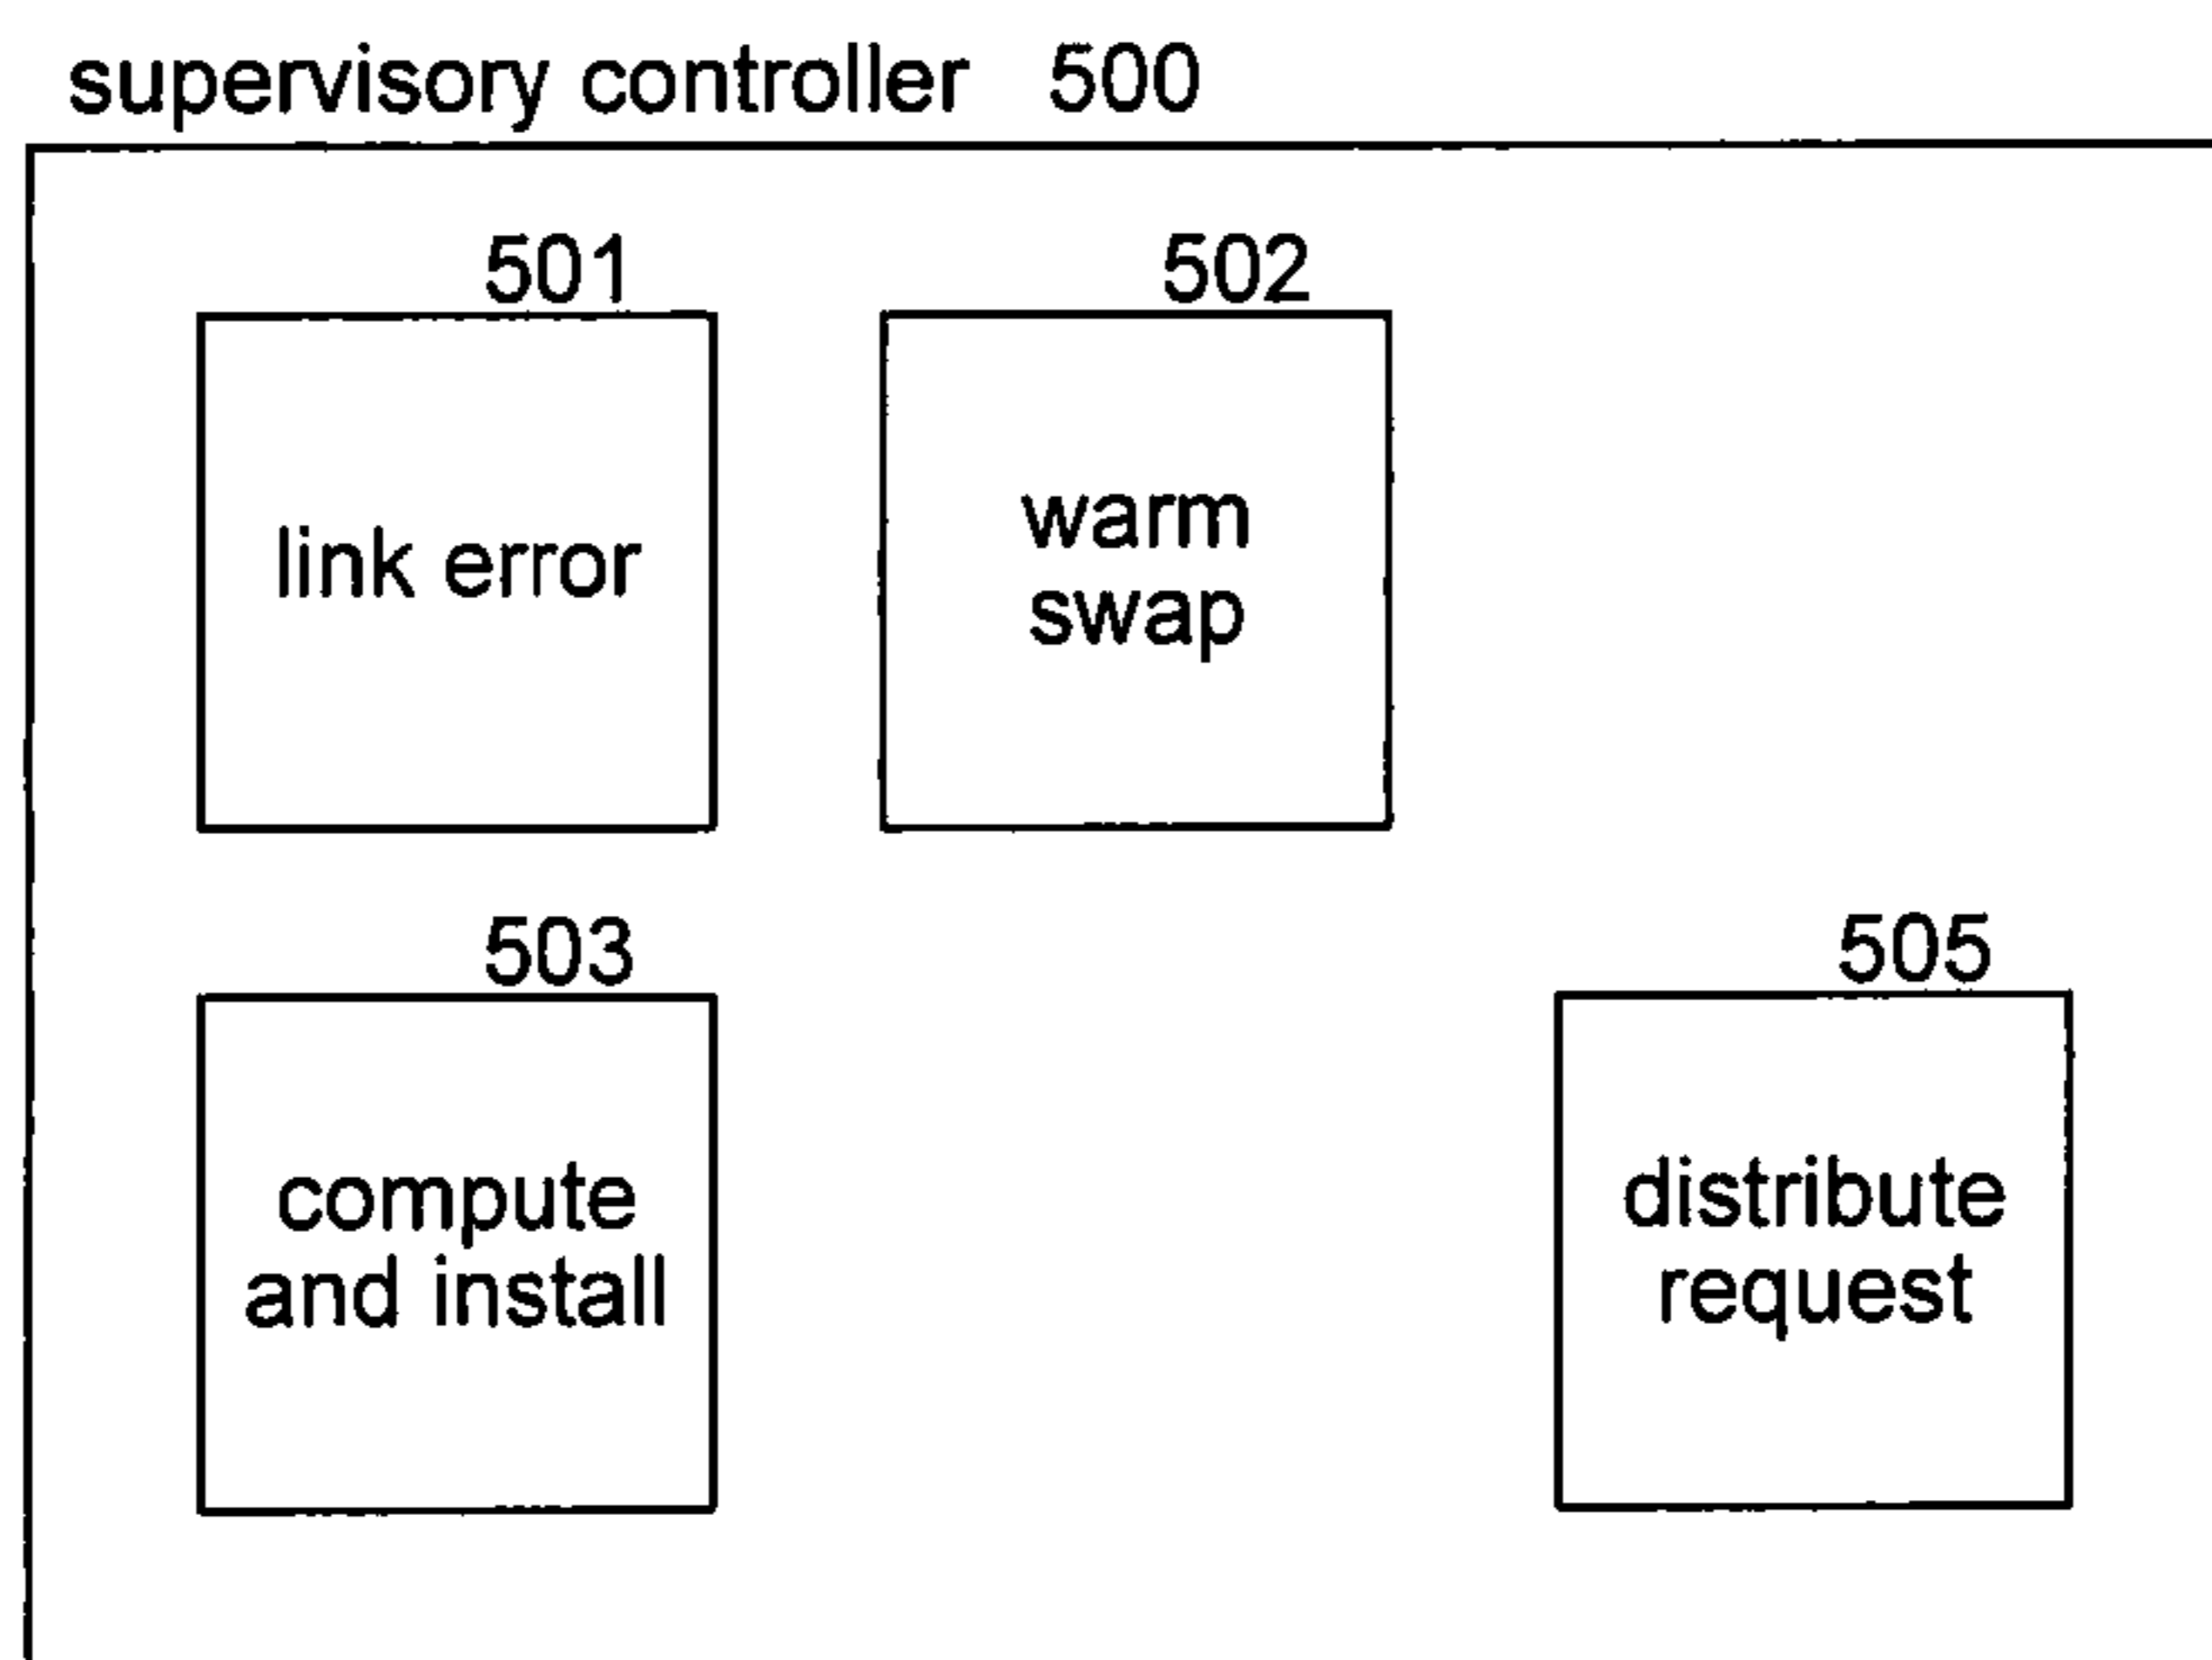 supervisory controller 500
501
502
link error
warm
swap
503
505
compute
and install
distribute
request